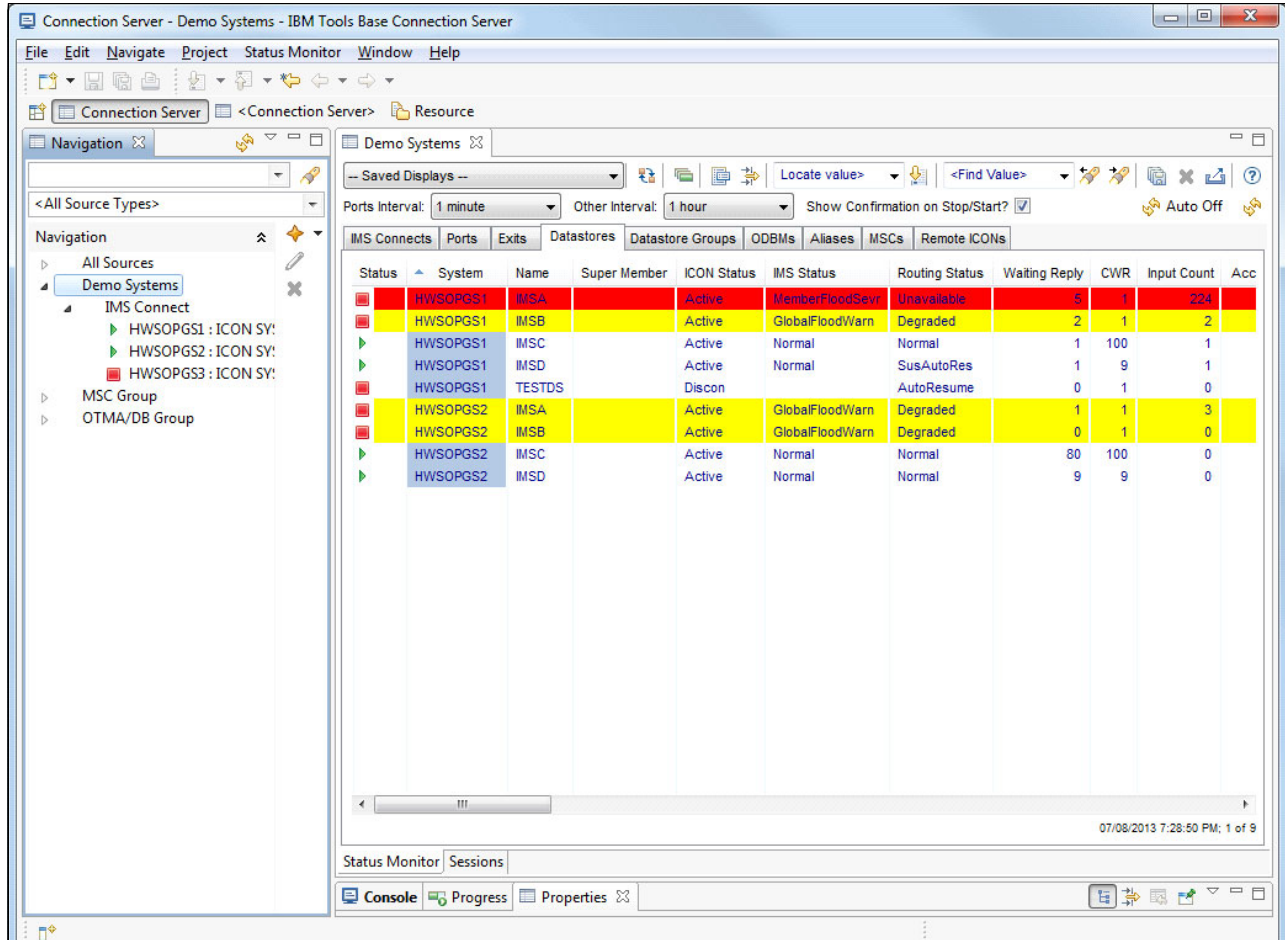 Connection Server - Demo Systems - IBM Tools Base Connection Server
File Edit Navigate Project Status Monitor Window Help
Connection Server <Connection Server> Resource
Navigation
<All Source Types>
Navigation
All Sources
Demo Systems
IMS Connect
HWSOPGS1 : ICON SY
HWSOPGS2 : ICON SY
HWSOPGS3 : ICON SY
MSC Group
OTMA/DB Group
Demo Systems
-- Saved Displays -- Locate value> <Find Value>
Ports Interval: 1 minute Other Interval: 1 hour Show Confirmation on Stop/Start? Auto Off
IMS Connects Ports Exits Datastores Datastore Groups ODBMs Aliases MSCs Remote ICONs
Status System Name Super Member ICON Status IMS Status Routing Status Waiting Reply CWR Input Count Acc
HWSOPGS1 IMSA Active MemberFloodSevr Unavailable 5 1 224
HWSOPGS1 IMSB Active GlobalFloodWarn Degraded 2 1 2
HWSOPGS1 IMSC Active Normal Normal 1 100 1
HWSOPGS1 IMSD Active Normal SusAutoRes 1 9 1
HWSOPGS1 TESTDS Discon AutoResume 0 1 0
HWSOPGS2 IMSA Active GlobalFloodWarn Degraded 1 1 3
HWSOPGS2 IMSB Active GlobalFloodWarn Degraded 0 1 0
HWSOPGS2 IMSC Active Normal Normal 80 100 0
HWSOPGS2 IMSD Active Normal Normal 9 9 0
07/08/2013 7:28:50 PM; 1 of 9
Status Monitor Sessions
Console Progress Properties